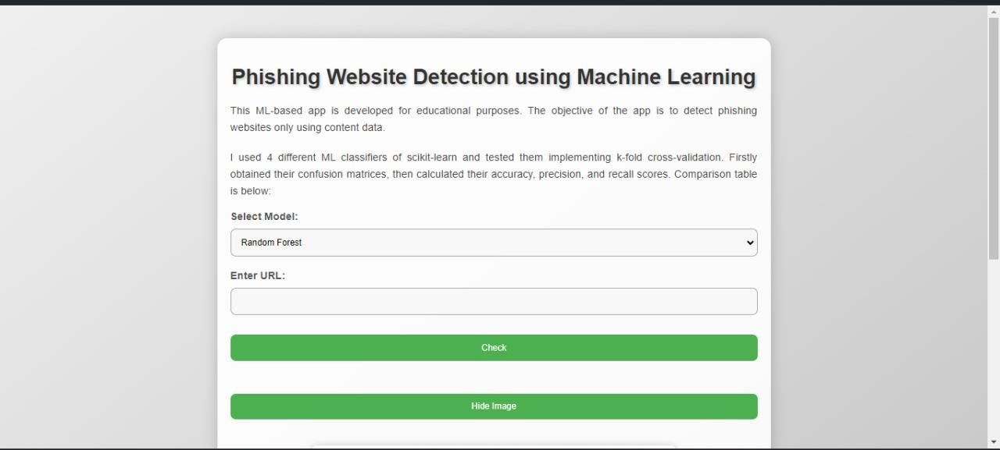 Phishing Website Detection using Machine Learning
This ML-based app is developed for educational purposes. The objective of the app is to detect phishing
websites only using content data.
I used 4 different ML classifiers of scikit-learn and tested them implementing k-fold cross-validation. Firstly
obtained their confusion matrices, then calculated their accuracy, precision, and recall scores. Comparison table
is below:
Select Model:
Random Forest
Enter URL:
Check
Hide Image